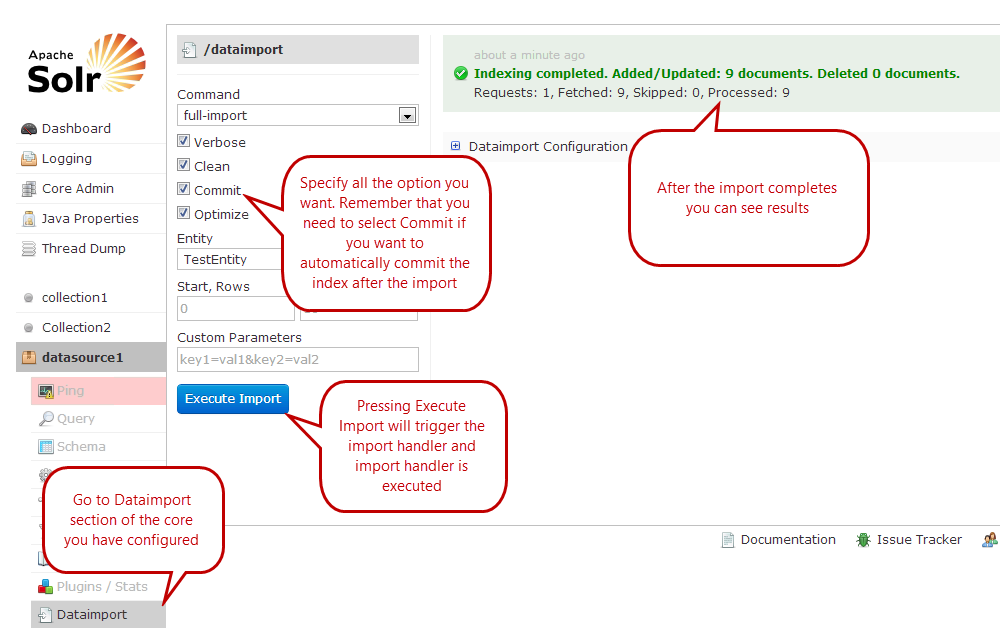 Apache
Solr
Dashboard
Logging
Core Admin
Java Properties
Thread Dump
collection1
Collection2
datasource1
Ping
Query
Schema
Plugins / Stats
Dataimport
/dataimport
Command
full-import
Verbose
Clean
Commit
Optimize
Entity
TestEntity
Start, Rows
0
Custom Parameters
key1=val1&key2=val2
Execute Import
about a minute ago
Indexing completed. Added/Updated: 9 documents. Deleted 0 documents.
Requests: 1, Fetched: 9, Skipped: 0, Processed: 9
Dataimport Configuration
Specify all the option you
want. Remember that you
need to select Commit if
you want to
automatically commit the
index after the import
After the import completes
you can see results
Pressing Execute
Import will trigger the
import handler and
import handler is
executed
Go to Dataimport
section of the core
you have configured
Documentation
Issue Tracker